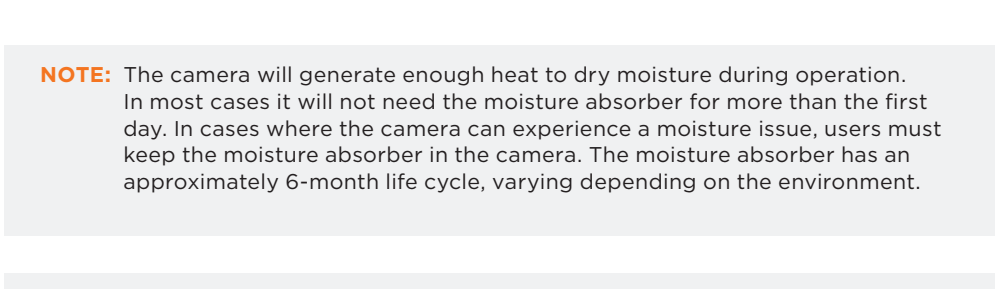 NOTE: The camera will generate enough heat to dry moisture during operation.
In most cases it will not need the moisture absorber for more than the first
day. In cases where the camera can experience a moisture issue, users must
keep the moisture absorber in the camera. The moisture absorber has an
approximately 6-month life cycle, varying depending on the environment.